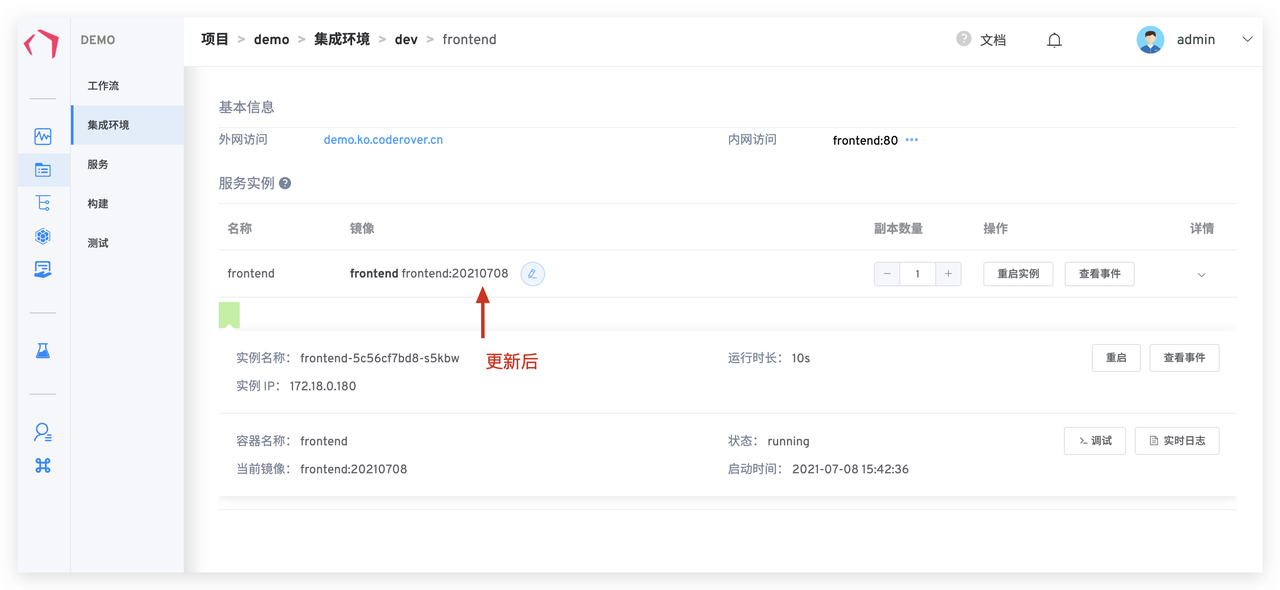 DEMO
工作流
集成环境
服务
构建
测试
项目 > demo > 集成环境 > dev > frontend
? 文档
admin
基本信息
外网访问 demo.ko.coderover.cn 内网访问 frontend:80 •••
服务实例 ?
名称 镜像 副本数量 操作 详情
frontend frontend frontend:20210708 − 1 + 重启实例 查看事件
更新后
实例名称： frontend-5c56cf7bd8-s5kbw 运行时长： 10s 重启 查看事件
实例 IP： 172.18.0.180
容器名称： frontend 状态： running >_ 调试 实时日志
当前镜像： frontend:20210708 启动时间： 2021-07-08 15:42:36